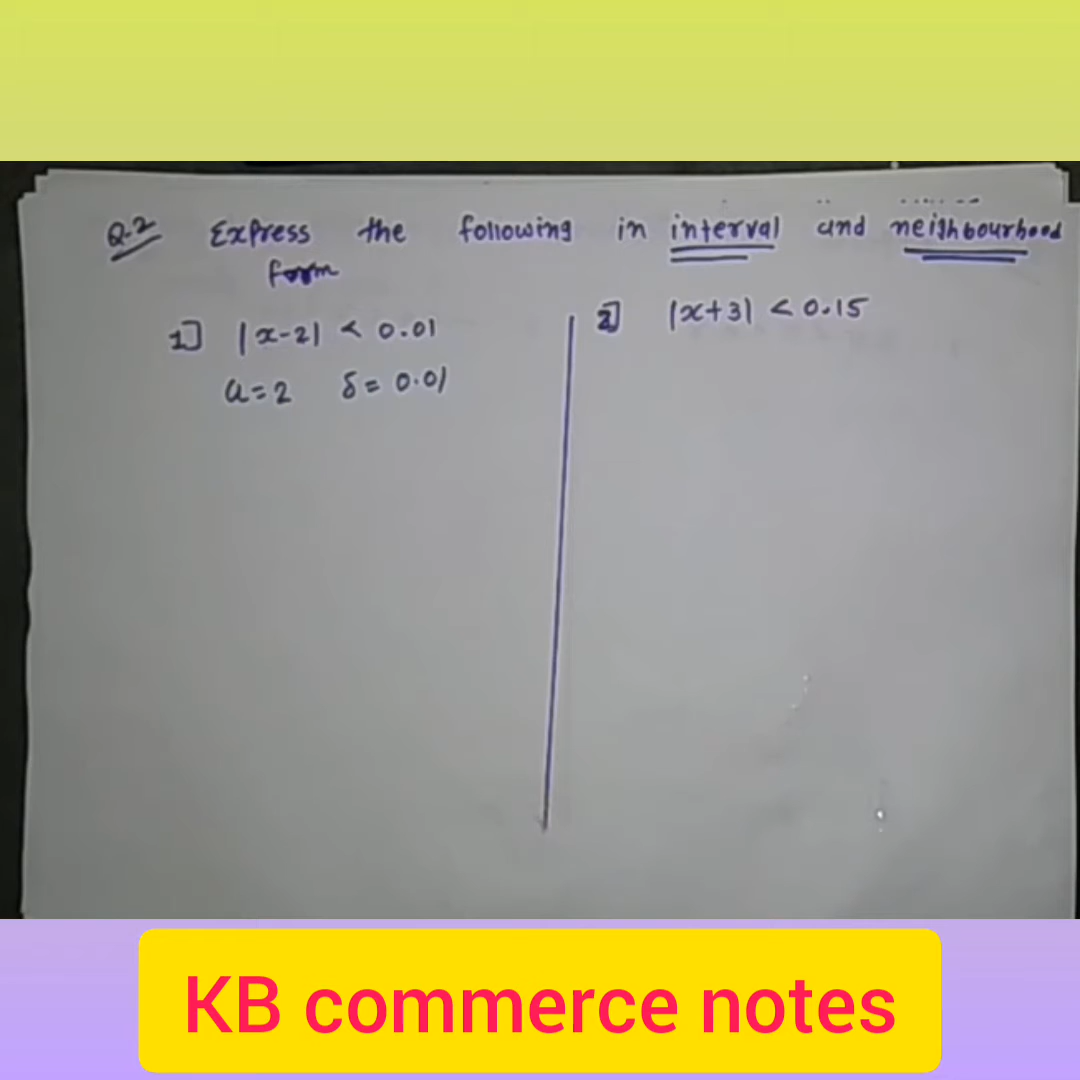 Q.2 Express the following in interval and neighbourhood
form
1] |x-2| < 0.01
a=2 δ= 0.01
2] |x+3| < 0.15
KB commerce notes